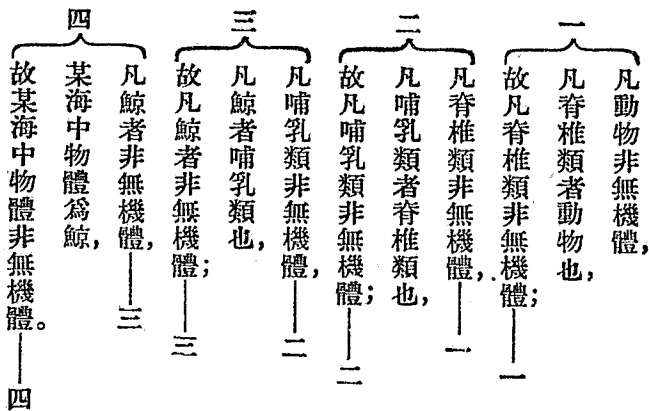 一
凡動物非無機體，
凡脊椎類者動物也，
故凡脊椎類非無機體；——一
二
凡脊椎類非無機體，——一
凡哺乳類者脊椎類也，
故凡哺乳類非無機體；——二
三
凡哺乳類非無機體，——二
凡鯨者哺乳類也，
故凡鯨者非無機體；——三
四
凡鯨者非無機體，——三
某海中物體爲鯨，
故某海中物體非無機體。——四